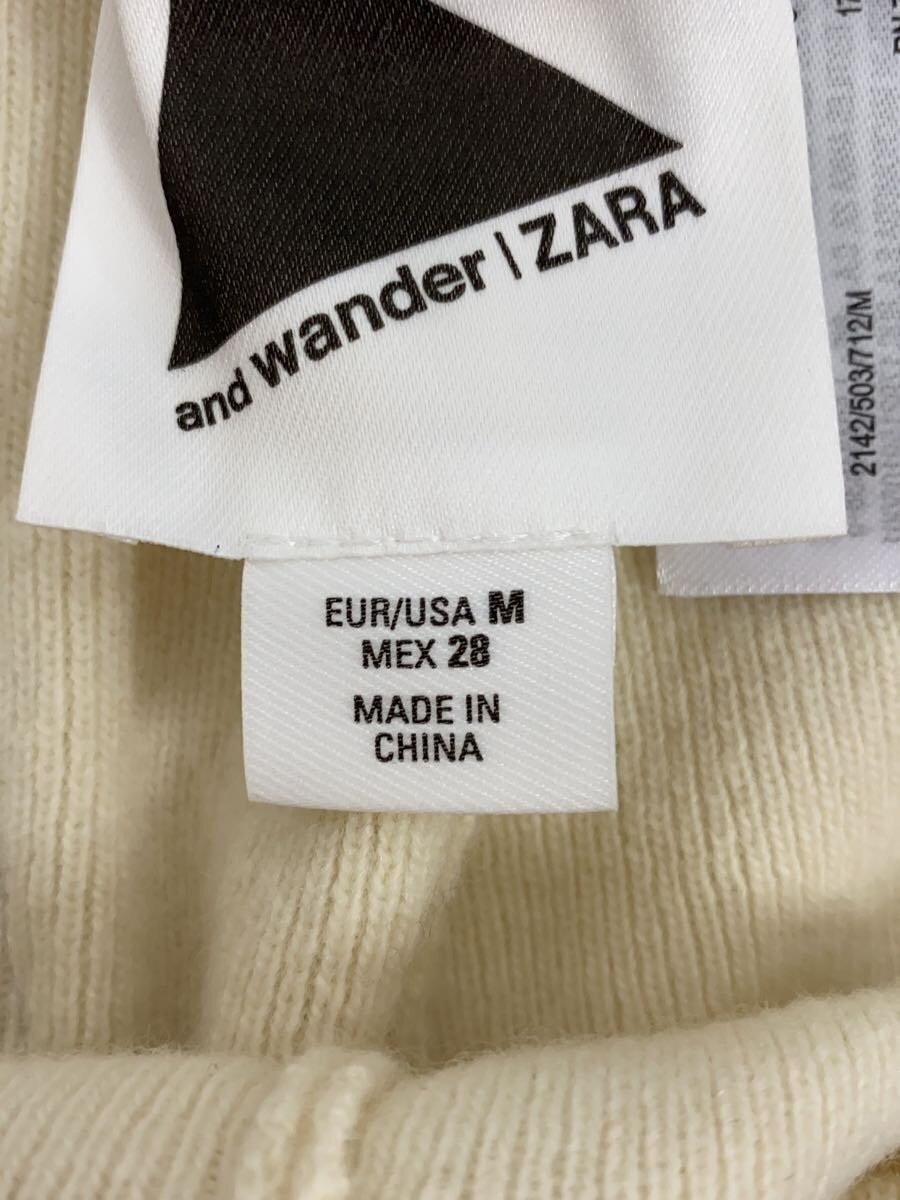 and wander | ZARA
EUR/USA M
MEX 28
MADE IN
CHINA
2142/503/712/M